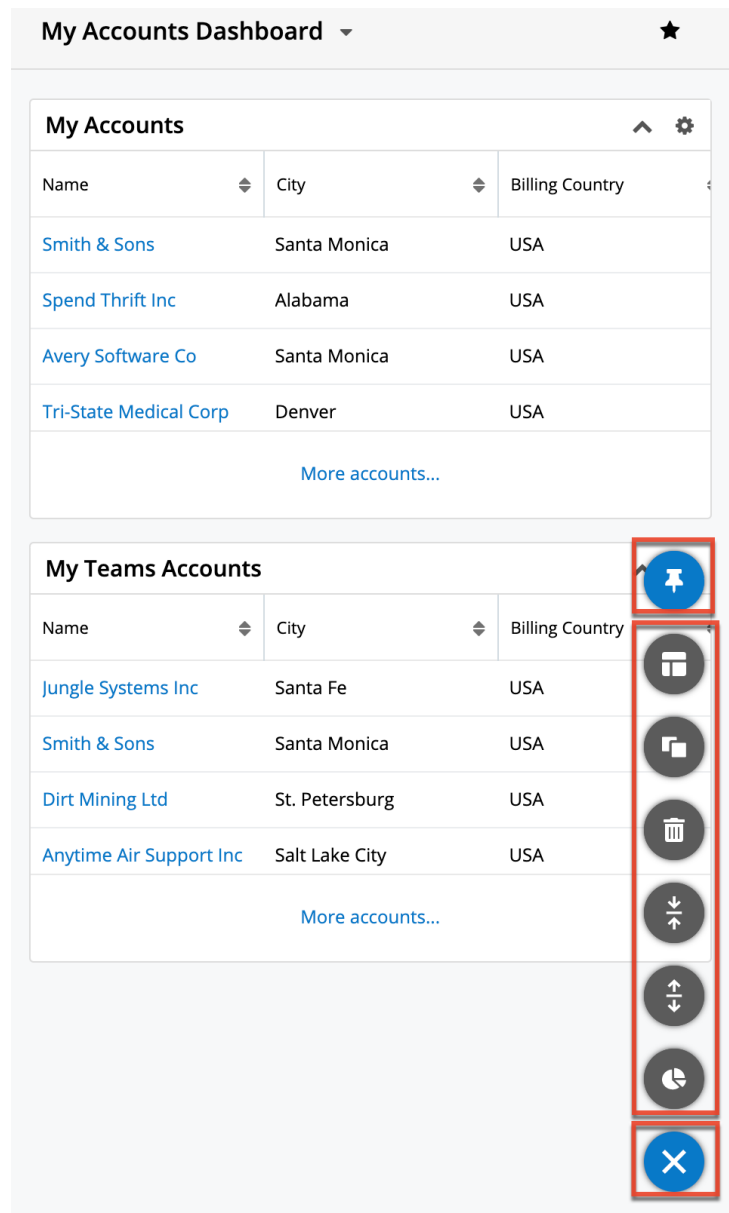 My Accounts Dashboard
My Accounts
Name City Billing Country
Smith & Sons Santa Monica USA
Spend Thrift Inc Alabama USA
Avery Software Co Santa Monica USA
Tri-State Medical Corp Denver USA
More accounts...
My Teams Accounts
Name City Billing Country
Jungle Systems Inc Santa Fe USA
Smith & Sons Santa Monica USA
Dirt Mining Ltd St. Petersburg USA
Anytime Air Support Inc Salt Lake City USA
More accounts...